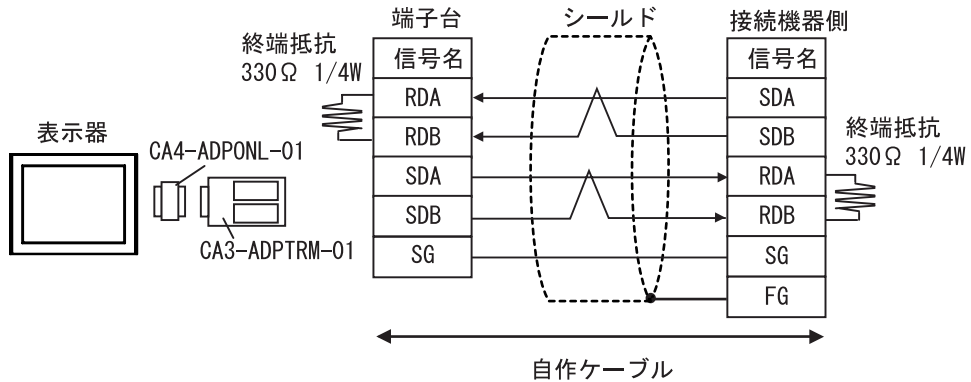 端子台
シールド
接続機器側
終端抵抗
330Ω 1/4W
信号名
信号名
RDA
SDA
RDB
SDB
終端抵抗
330Ω 1/4W
表示器
CA4-ADPONL-01
SDA
RDA
SDB
RDB
CA3-ADPTRM-01
SG
SG
FG
自作ケーブル